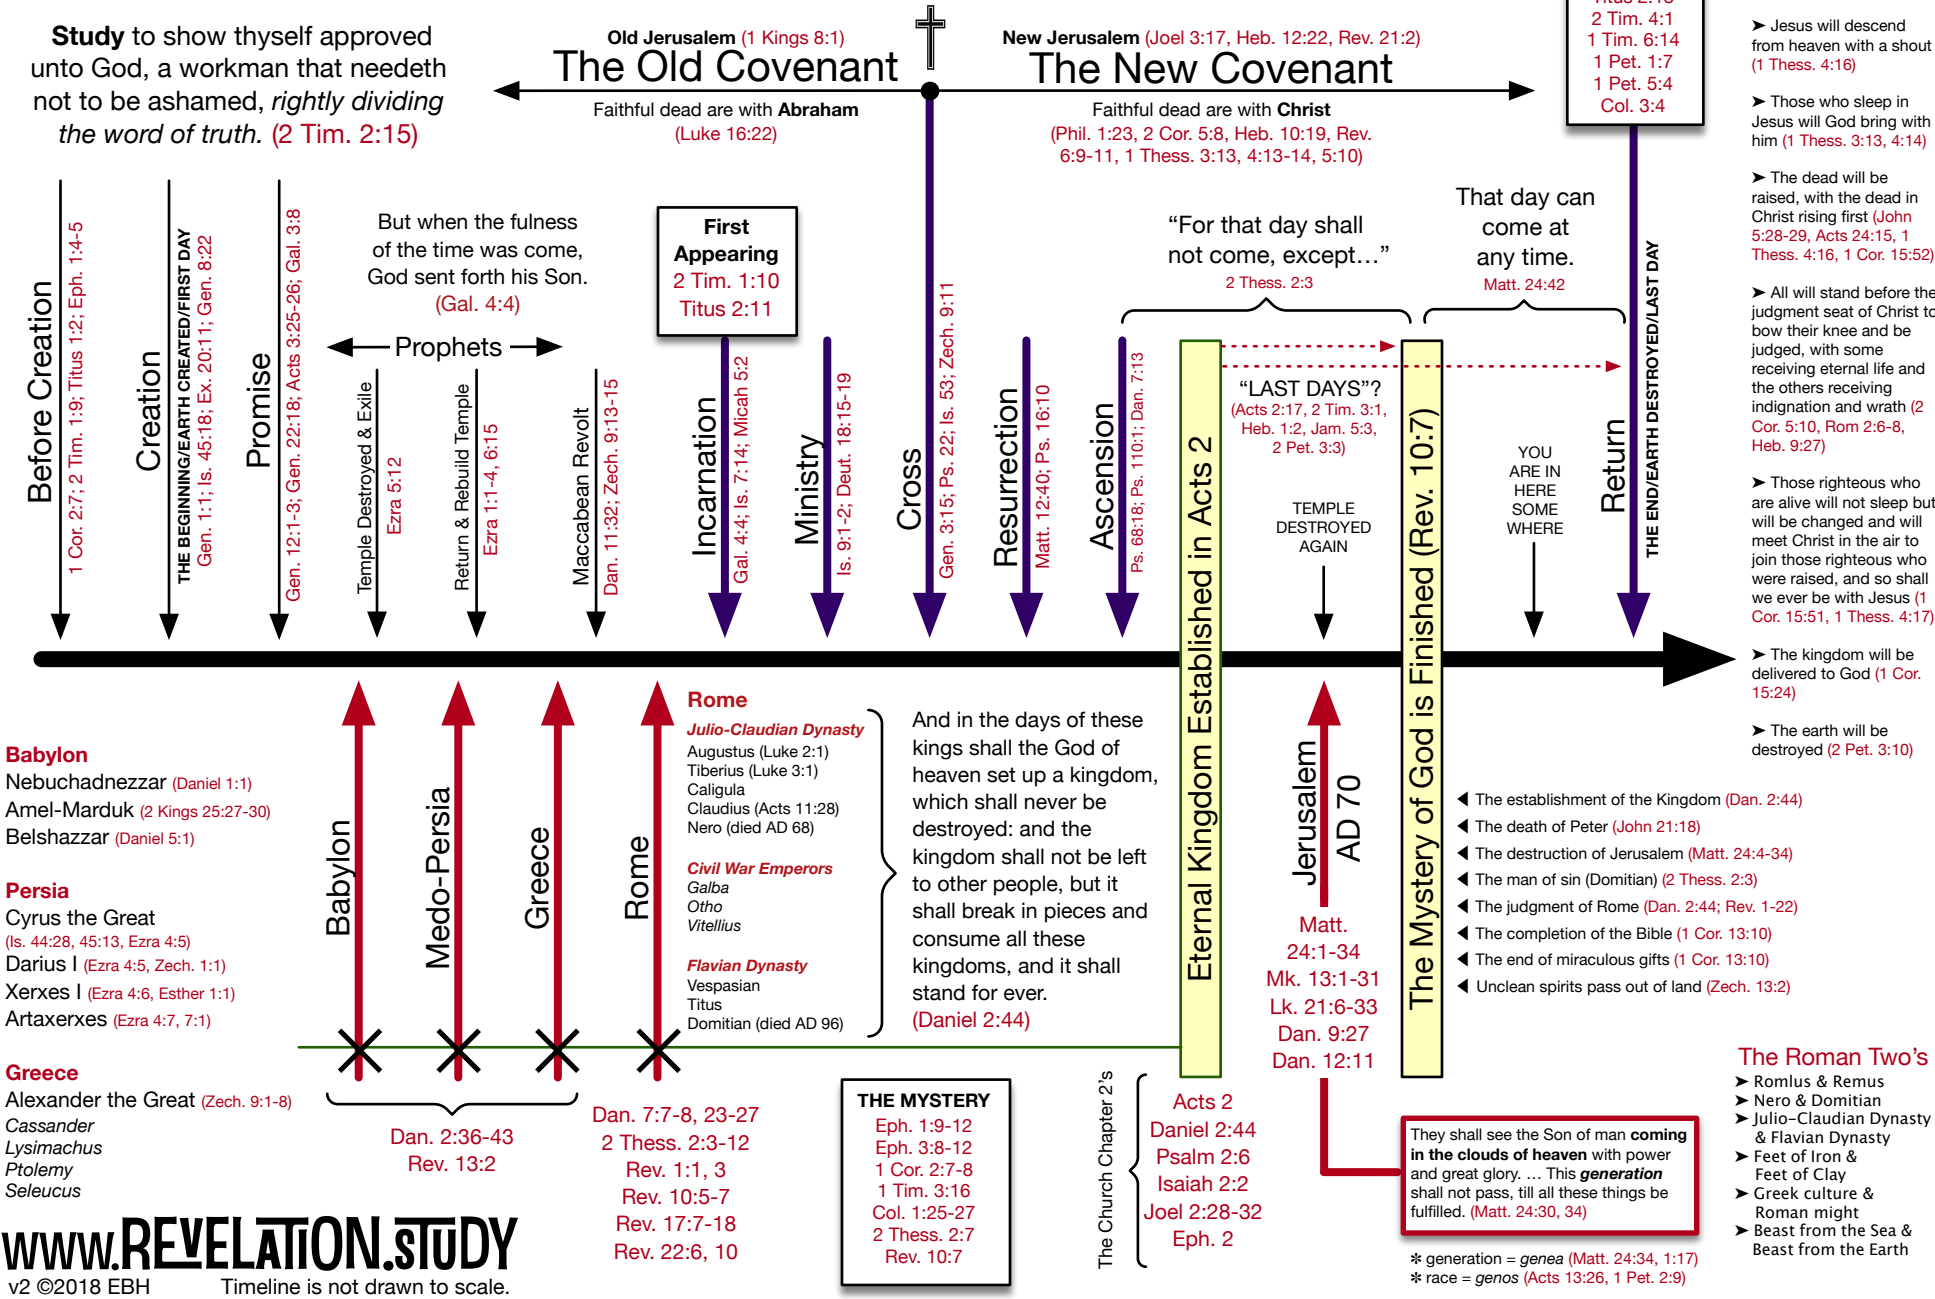 Study to show thyself approved
unto God, a workman that needeth
not to be ashamed, rightly dividing
the word of truth. (2 Tim. 2:15)
Old Jerusalem (1 Kings 8:1)
The Old Covenant
Faithful dead are with Abraham
(Luke 16:22)
New Jerusalem (Joel 3:17, Heb. 12:22, Rev. 21:2)
The New Covenant
Faithful dead are with Christ
(Phil. 1:23, 2 Cor. 5:8, Heb. 10:19, Rev.
6:9-11, 1 Thess. 3:13, 4:13-14, 5:10)
2 Tim. 4:1
1 Tim. 6:14
1 Pet. 1:7
1 Pet. 5:4
Col. 3:4
➤ Jesus will descend
from heaven with a shout
(1 Thess. 4:16)
➤ Those who sleep in
Jesus will God bring with
him (1 Thess. 3:13, 4:14)
➤ The dead will be
raised, with the dead in
Christ rising first (John
5:28-29, Acts 24:15, 1
Thess. 4:16, 1 Cor. 15:52)
➤ All will stand before the
judgment seat of Christ to
bow their knee and be
judged, with some
receiving eternal life and
the others receiving
indignation and wrath (2
Cor. 5:10, Rom 2:6-8,
Heb. 9:27)
➤ Those righteous who
are alive will not sleep but
will be changed and will
meet Christ in the air to
join those righteous who
were raised, and so shall
we ever be with Jesus (1
Cor. 15:51, 1 Thess. 4:17)
➤ The kingdom will be
delivered to God (1 Cor.
15:24)
➤ The earth will be
destroyed (2 Pet. 3:10)
Before Creation
1 Cor. 2:7; 2 Tim. 1:9; Titus 1:2; Eph. 1:4-5
Creation
THE BEGINNING/EARTH CREATED/FIRST DAY
Gen. 1:1; Is. 45:18; Ex. 20:11; Gen. 8:22
Promise
Gen. 12:1-3; Gen. 22:18; Acts 3:25-26; Gal. 3:8
But when the fulness
of the time was come,
God sent forth his Son.
(Gal. 4:4)
Prophets
Temple Destroyed & Exile
Ezra 5:12
Return & Rebuild Temple
Ezra 1:1-4, 6:15
Maccabean Revolt
Dan. 11:32; Zech. 9:13-15
First
Appearing
2 Tim. 1:10
Titus 2:11
Incarnation
Gal. 4:4; Is. 7:14; Micah 5:2
Ministry
Is. 9:1-2; Deut. 18:15-19
Cross
Gen. 3:15; Ps. 22; Is. 53; Zech. 9:11
Resurrection
Matt. 12:40; Ps. 16:10
Ascension
Ps. 68:18; Ps. 110:1; Dan. 7:13
"For that day shall
not come, except…"
2 Thess. 2:3
That day can
come at
any time.
Matt. 24:42
Eternal Kingdom Established in Acts 2
"LAST DAYS"?
(Acts 2:17, 2 Tim. 3:1,
Heb. 1:2, Jam. 5:3,
2 Pet. 3:3)
TEMPLE
DESTROYED
AGAIN
The Mystery of God is Finished (Rev. 10:7)
YOU
ARE IN
HERE
SOME
WHERE
Return
THE END/EARTH DESTROYED/LAST DAY
Babylon
Nebuchadnezzar (Daniel 1:1)
Amel-Marduk (2 Kings 25:27-30)
Belshazzar (Daniel 5:1)
Persia
Cyrus the Great
(Is. 44:28, 45:13, Ezra 4:5)
Darius I (Ezra 4:5, Zech. 1:1)
Xerxes I (Ezra 4:6, Esther 1:1)
Artaxerxes (Ezra 4:7, 7:1)
Greece
Alexander the Great (Zech. 9:1-8)
Cassander
Lysimachus
Ptolemy
Seleucus
Babylon
Medo-Persia
Greece
Rome
Dan. 2:36-43
Rev. 13:2
Dan. 7:7-8, 23-27
2 Thess. 2:3-12
Rev. 1:1, 3
Rev. 10:5-7
Rev. 17:7-18
Rev. 22:6, 10
Rome
Julio-Claudian Dynasty
Augustus (Luke 2:1)
Tiberius (Luke 3:1)
Caligula
Claudius (Acts 11:28)
Nero (died AD 68)
Civil War Emperors
Galba
Otho
Vitellius
Flavian Dynasty
Vespasian
Titus
Domitian (died AD 96)
And in the days of these
kings shall the God of
heaven set up a kingdom,
which shall never be
destroyed: and the
kingdom shall not be left
to other people, but it
shall break in pieces and
consume all these
kingdoms, and it shall
stand for ever.
(Daniel 2:44)
THE MYSTERY
Eph. 1:9-12
Eph. 3:8-12
1 Cor. 2:7-8
1 Tim. 3:16
Col. 1:25-27
2 Thess. 2:7
Rev. 10:7
The Church Chapter 2's
Acts 2
Daniel 2:44
Psalm 2:6
Isaiah 2:2
Joel 2:28-32
Eph. 2
Jerusalem
AD 70
Matt.
24:1-34
Mk. 13:1-31
Lk. 21:6-33
Dan. 9:27
Dan. 12:11
◀ The establishment of the Kingdom (Dan. 2:44)
◀ The death of Peter (John 21:18)
◀ The destruction of Jerusalem (Matt. 24:4-34)
◀ The man of sin (Domitian) (2 Thess. 2:3)
◀ The judgment of Rome (Dan. 2:44; Rev. 1-22)
◀ The completion of the Bible (1 Cor. 13:10)
◀ The end of miraculous gifts (1 Cor. 13:10)
◀ Unclean spirits pass out of land (Zech. 13:2)
They shall see the Son of man coming
in the clouds of heaven with power
and great glory. … This generation
shall not pass, till all these things be
fulfilled. (Matt. 24:30, 34)
✻ generation = genea (Matt. 24:34, 1:17)
✻ race = genos (Acts 13:26, 1 Pet. 2:9)
The Roman Two's
➤ Romlus & Remus
➤ Nero & Domitian
➤ Julio-Claudian Dynasty
& Flavian Dynasty
➤ Feet of Iron &
Feet of Clay
➤ Greek culture &
Roman might
➤ Beast from the Sea &
Beast from the Earth
www.REVELATION.STUDY
v2 ©2018 EBH
Timeline is not drawn to scale.